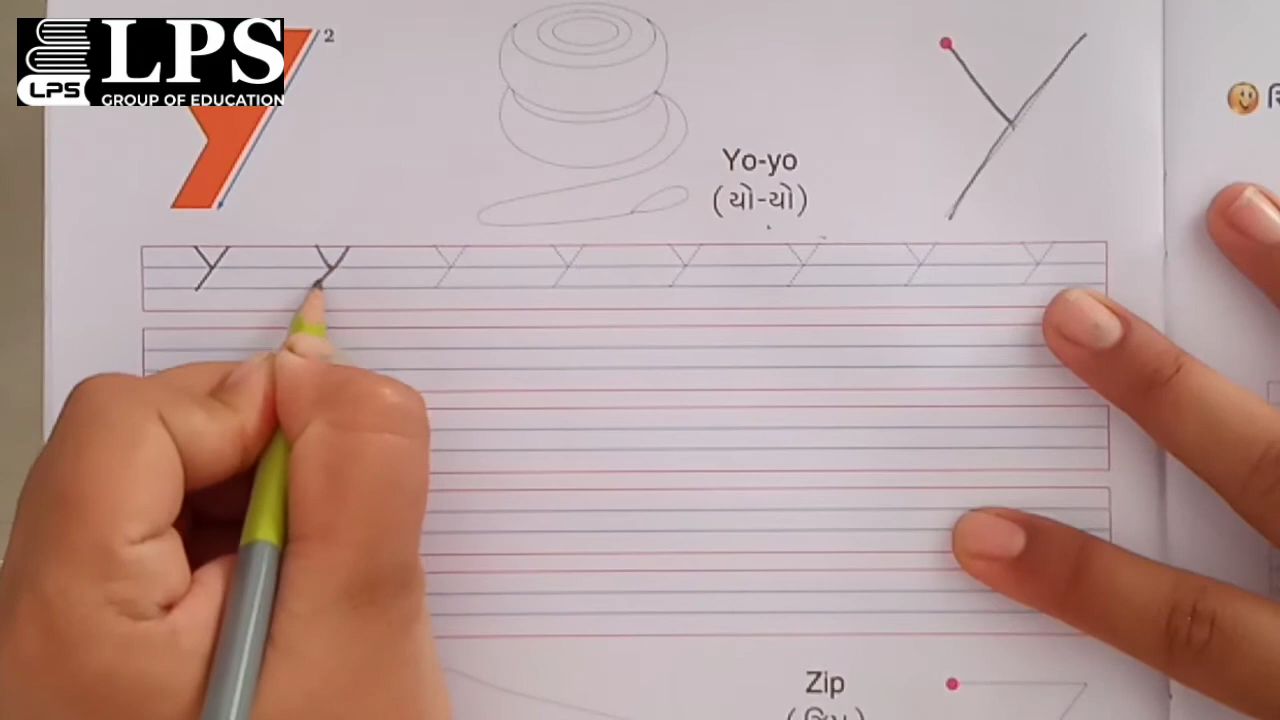 LPS
LPS
GROUP OF EDUCATION
2
Y
Yo-yo
(યો-યો)
Y Y Y Y Y Y Y Y
Zip